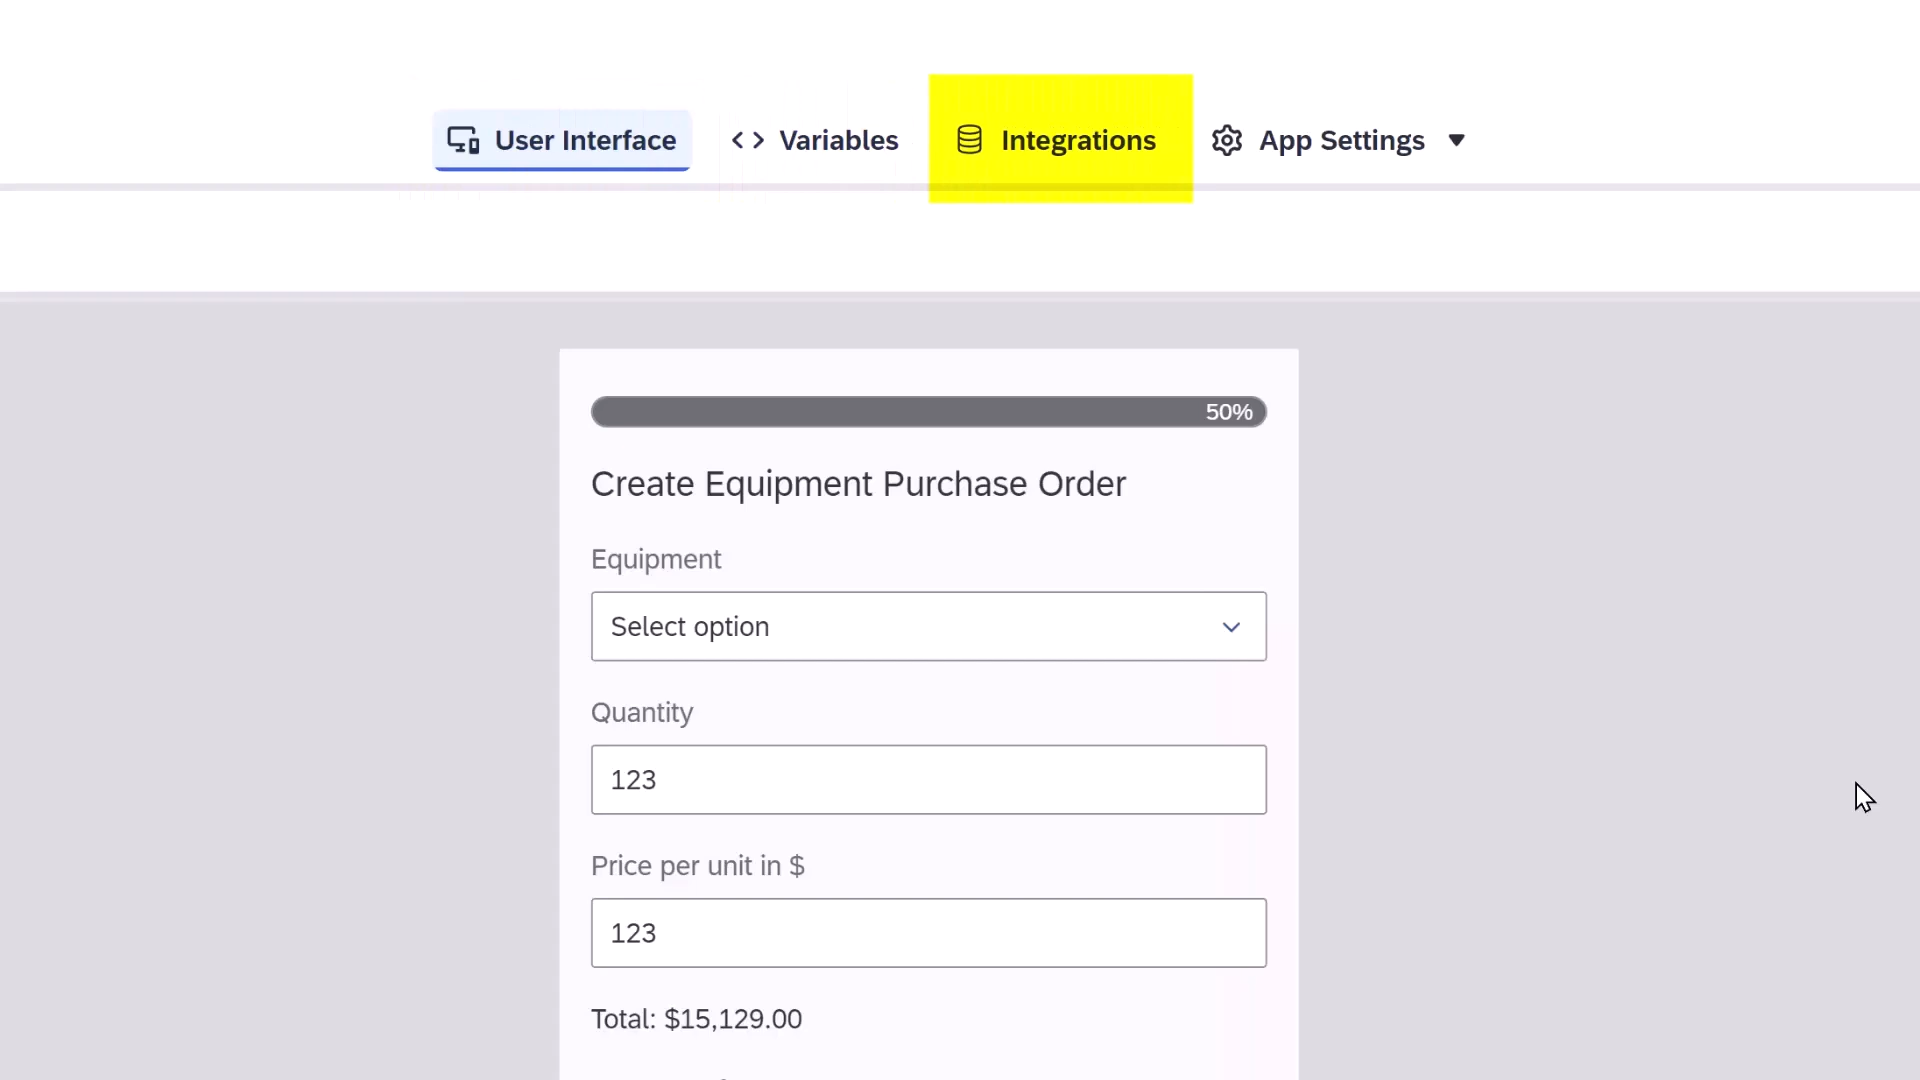 User Interface Variables Integrations App Settings
50%
Create Equipment Purchase Order
Equipment
Select option
Quantity
123
Price per unit in $
123
Total: $15,129.00